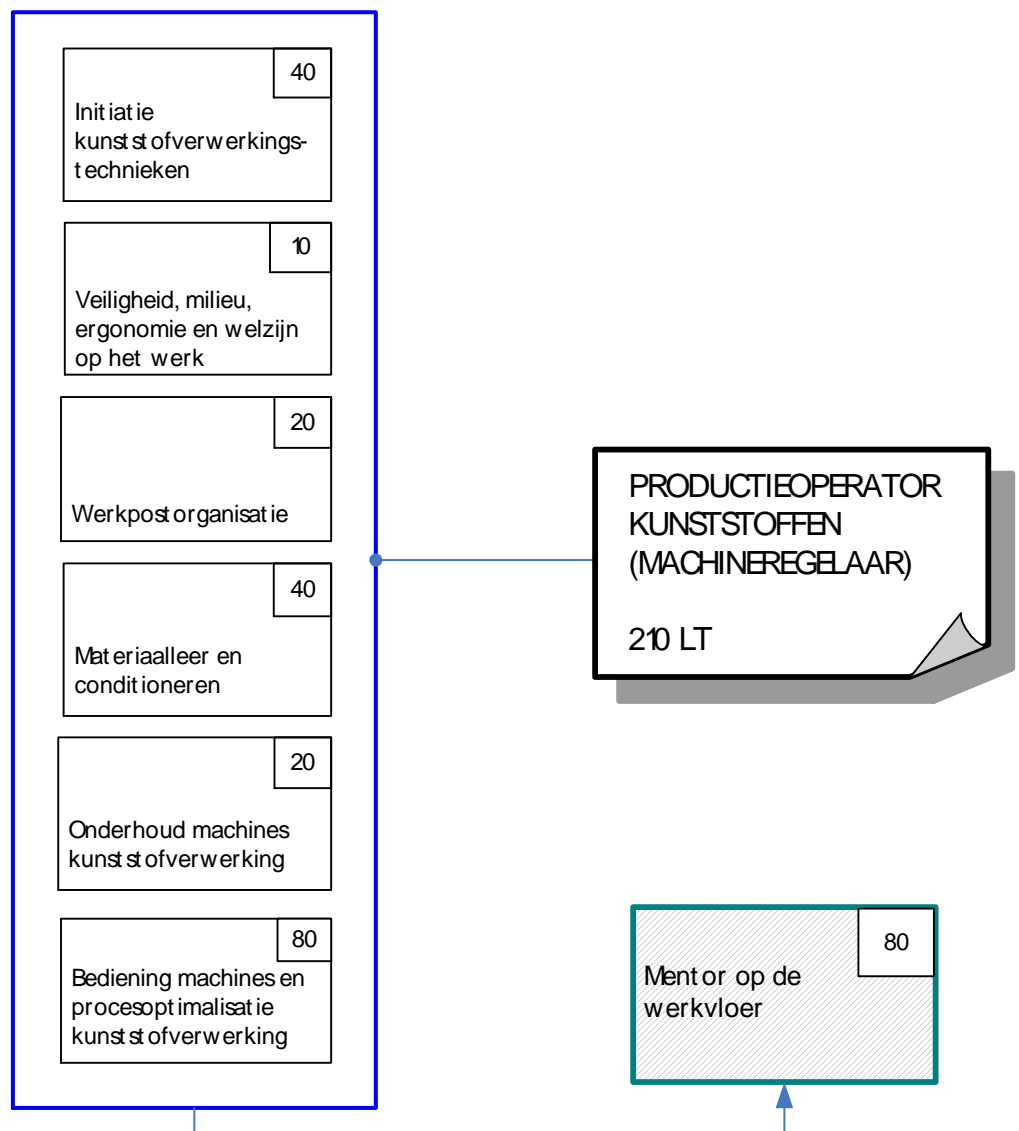 40
Initiatie
kunststofverwerkings-
technieken
10
Veiligheid, milieu,
ergonomie en welzijn
op het werk
20
Werkpostorganisatie
40
Materiaalleer en
conditioneren
20
Onderhoud machines
kunststofverwerking
80
Bediening machines en
procesoptimalisatie
kunststofverwerking
PRODUCTIEOPERATOR
KUNSTSTOFFEN
(MACHINEREGELAAR)
210 LT
80
Mentor op de
werkvloer